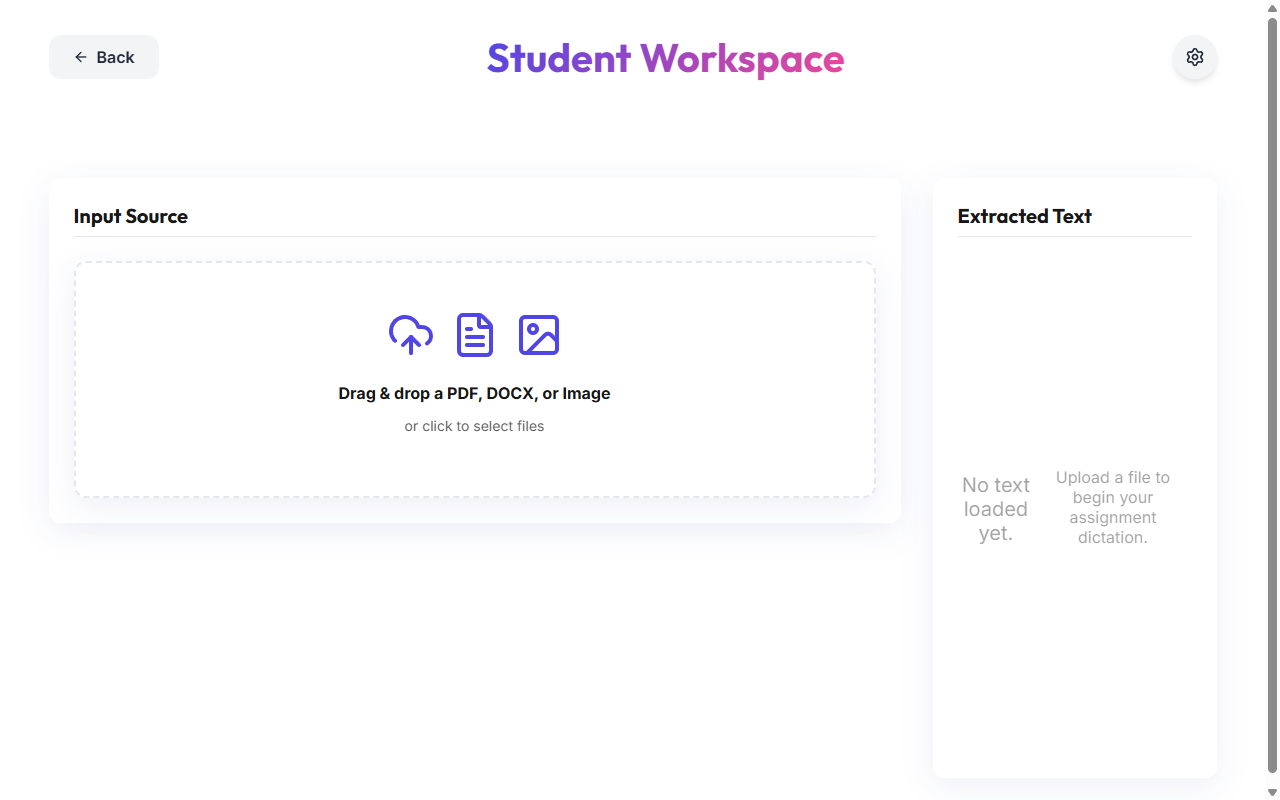 Back
Student Workspace
Input Source
Drag & drop a PDF, DOCX, or Image
or click to select files
Extracted Text
No text
loaded
yet.
Upload a file to
begin your
assignment
dictation.